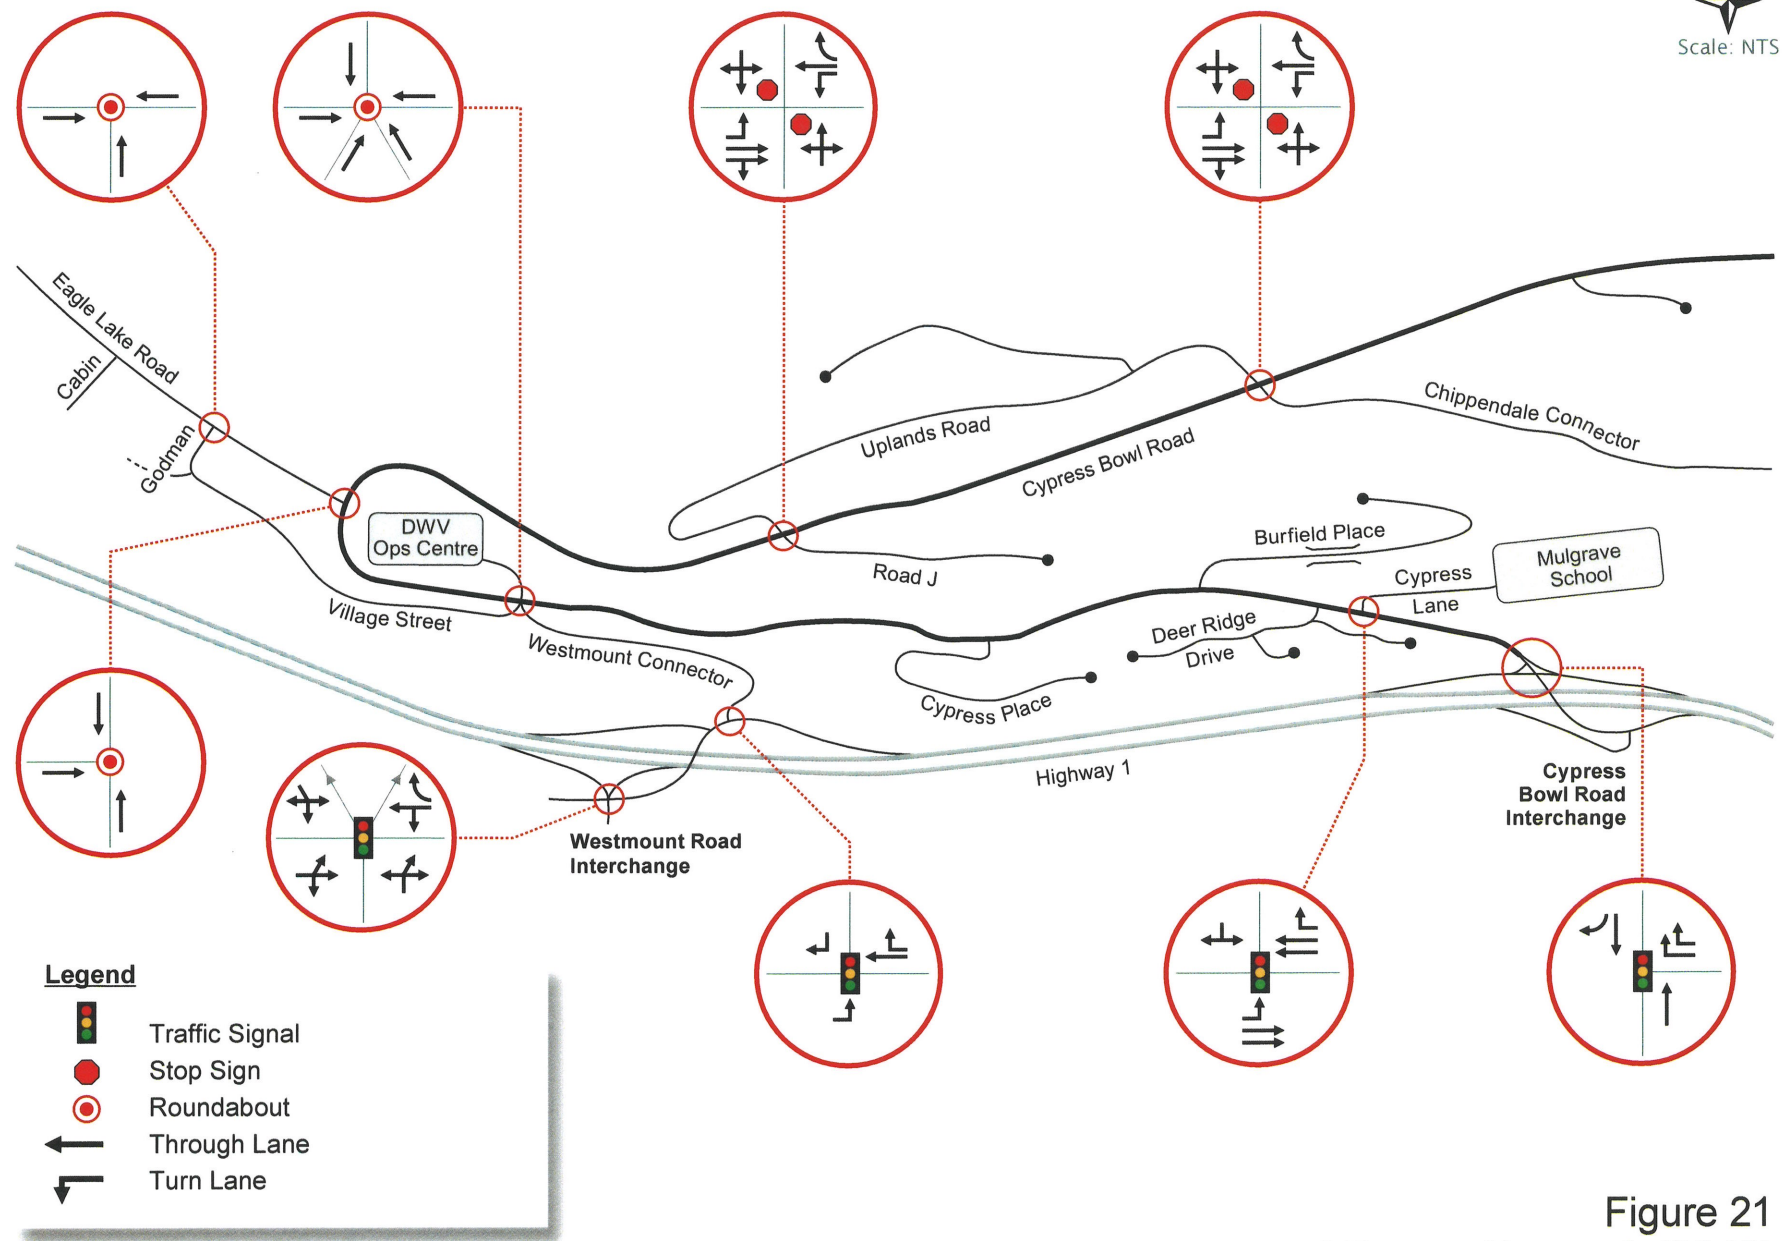 Scale: NTS
Eagle Lake Road
Cabin
Godman
Uplands Road
Cypress Bowl Road
Chippendale Connector
DWV
Ops Centre
Road J
Burfield Place
Mulgrave
School
Cypress
Lane
Village Street
Westmount Connector
Deer Ridge
Drive
Cypress Place
Highway 1
Cypress
Bowl Road
Interchange
Westmount Road
Interchange
Legend
Traffic Signal
Stop Sign
Roundabout
Through Lane
Turn Lane
Figure 21